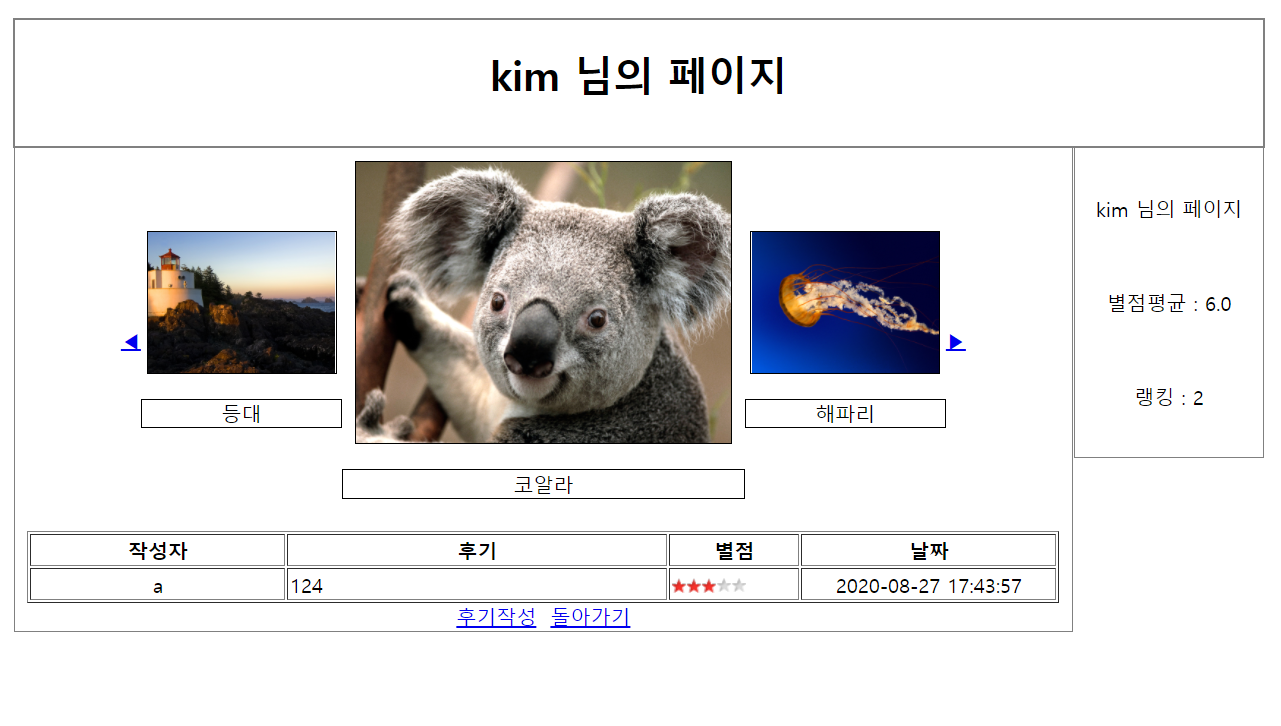 kim 님의 페이지
◀
등대
코알라
해파리
▶
작성자 후기 별점 날짜
a 124 2020-08-27 17:43:57
후기작성 돌아가기
kim 님의 페이지
별점평균 : 6.0
랭킹 : 2